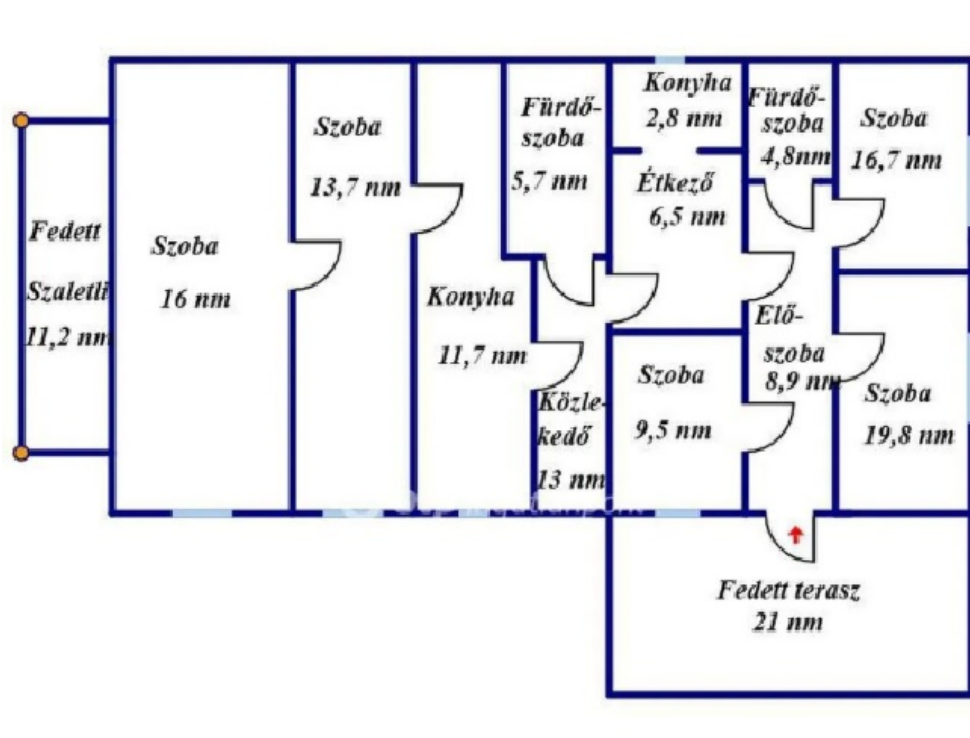 Fedett
Szaletli
11,2 nm
Szoba
16 nm
Szoba
13,7 nm
Konyha
11,7 nm
Fürdő-
szoba
5,7 nm
Közle-
kedő
13 nm
Konyha
2,8 nm
Étkező
6,5 nm
Szoba
9,5 nm
Fürdő-
szoba
4,8nm
Elő-
szoba
8,9 nm
Szoba
16,7 nm
Szoba
19,8 nm
Fedett terasz
21 nm